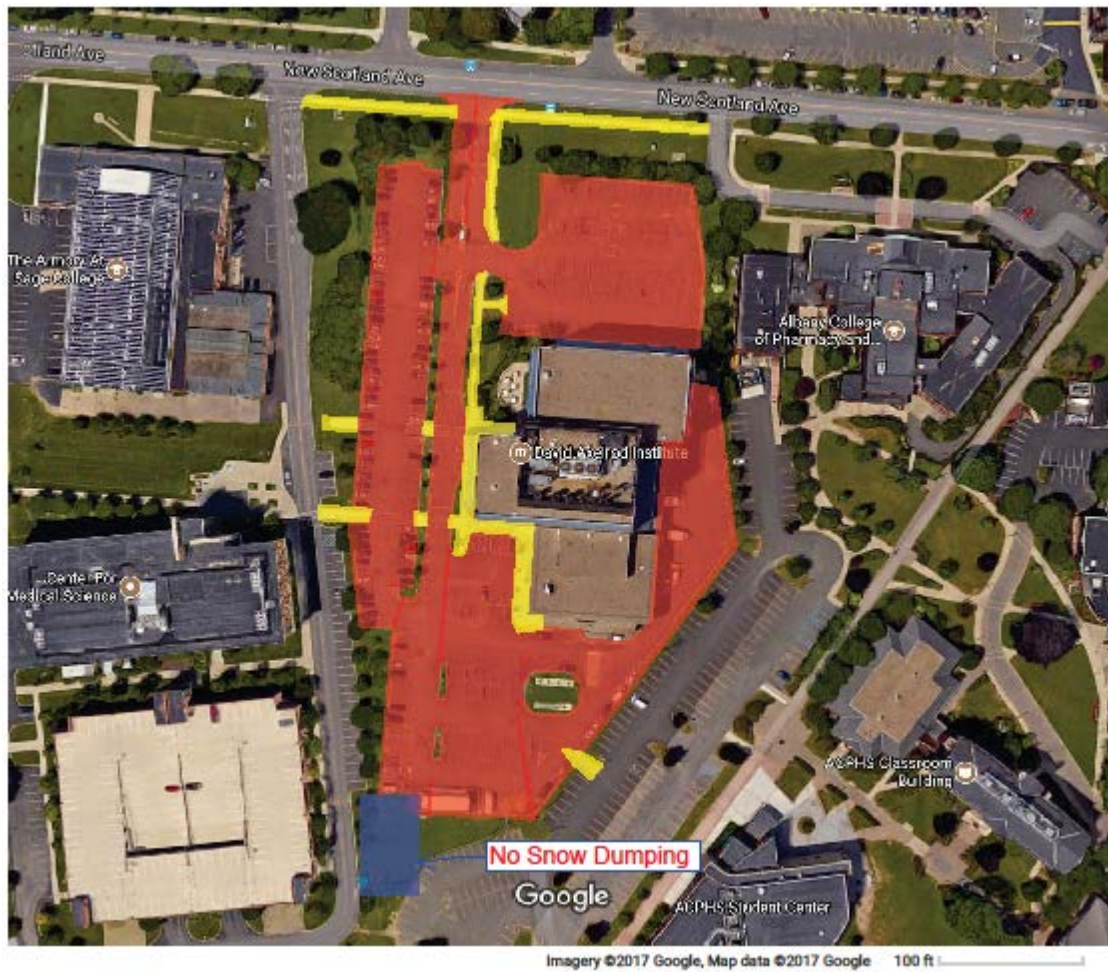 New Scotland Ave
New Scotland Ave
The Armory At
Sage College
Albany College
of Pharmacy and...
David Axelrod Institute
...Center For
Medical Science
ACPHS Classroom
Building
No Snow Dumping
Google
ACPHS Student Center
Imagery ©2017 Google, Map data ©2017 Google 100 ft